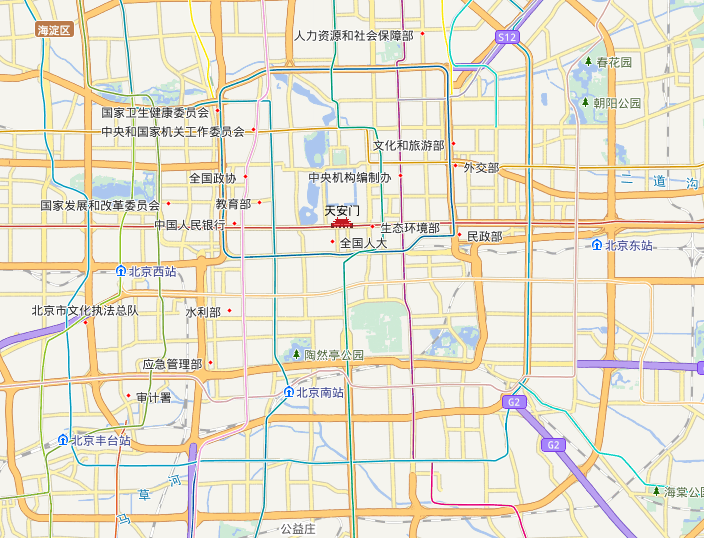 海淀区
人力资源和社会保障部
S12
春花园
朝阳公园
国家卫生健康委员会
中央和国家机关工作委员会
文化和旅游部
外交部
全国政协
中央机构编制办
二道沟
国家发展和改革委员会
教育部
天安门
中国人民银行
生态环境部
民政部
全国人大
北京东站
北京西站
北京市文化执法总队
水利部
陶然亭公园
应急管理部
北京南站
审计署
G2
北京丰台站
G2
马草河
海棠公园
公益庄